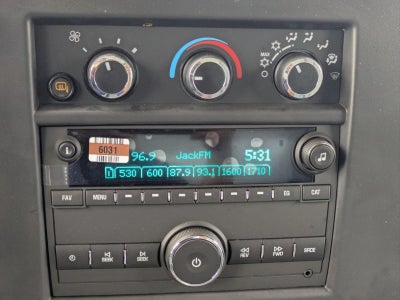 MAX
6031
96.9 JackFM 5:31
1 530 600 87.9 93.1 1600 1710
FAV MENU EQ CAT
SEEK SEEK REV FWD SRCE